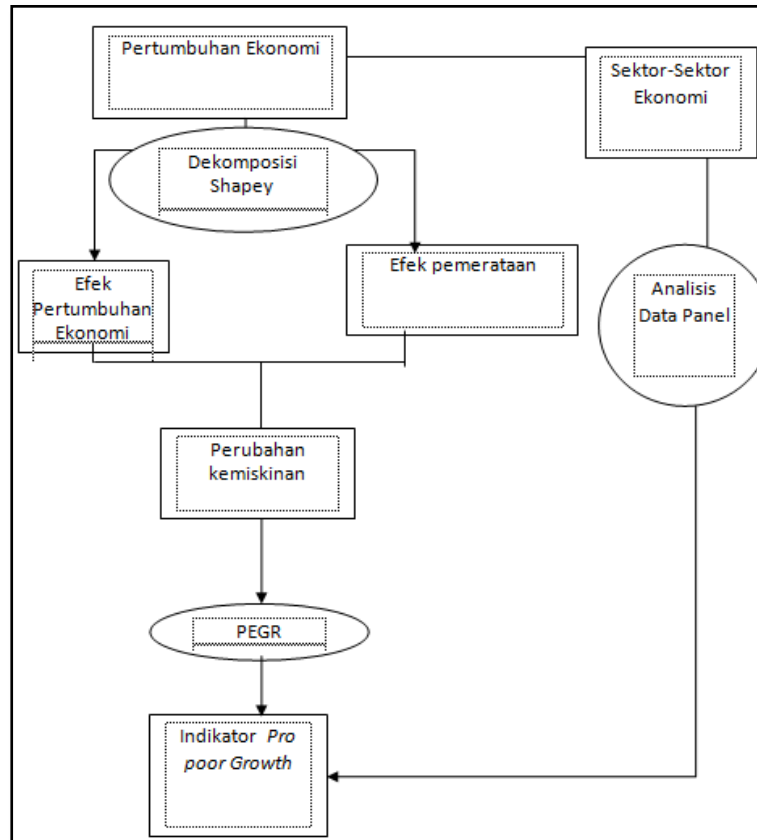 Pertumbuhan Ekonomi
Sektor-Sektor
Ekonomi
Dekomposisi
Shapey
Efek
Pertumbuhan
Ekonomi
Efek pemerataan
Analisis
Data Panel
Perubahan
kemiskinan
PEGR
Indikator Pro
poor Growth